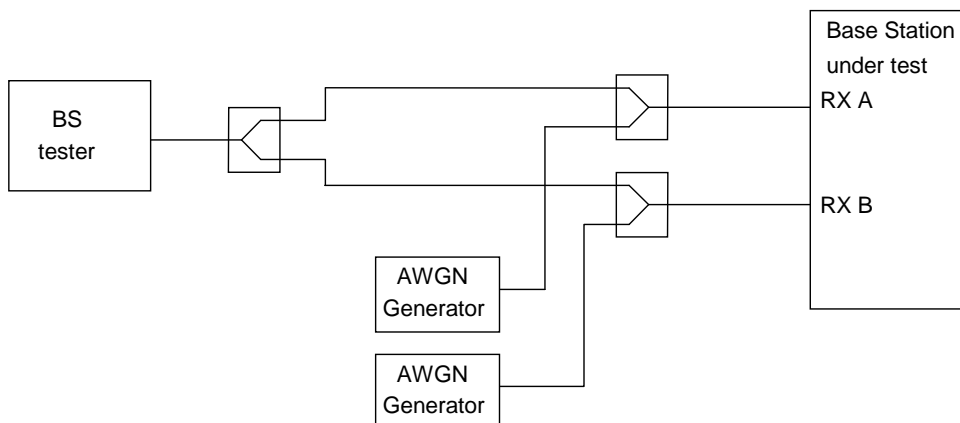 Base Station
under test
RX A
RX B
BS
tester
AWGN
Generator
AWGN
Generator